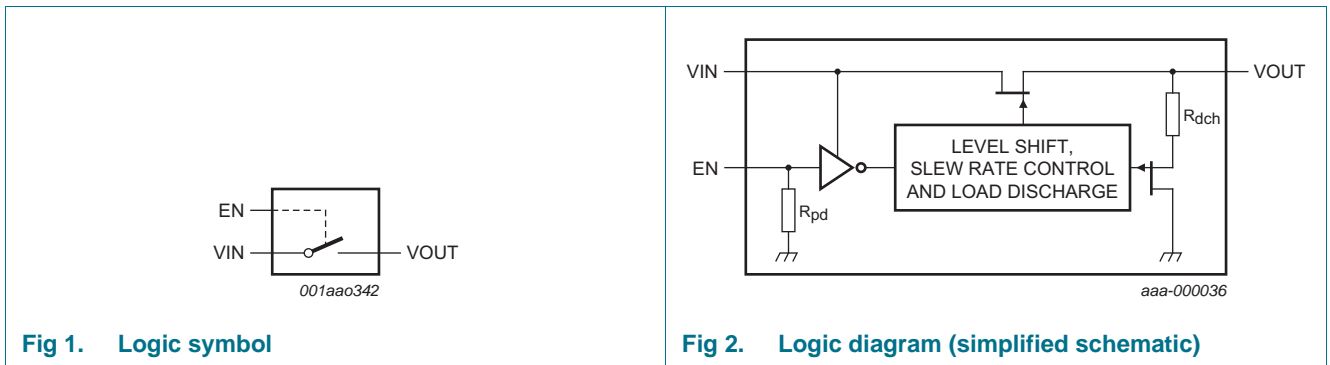 EN
VIN
VOUT
001aao342
Fig 1. Logic symbol
VIN
VOUT
Rdch
EN
LEVEL SHIFT,
SLEW RATE CONTROL
AND LOAD DISCHARGE
Rpd
aaa-000036
Fig 2. Logic diagram (simplified schematic)